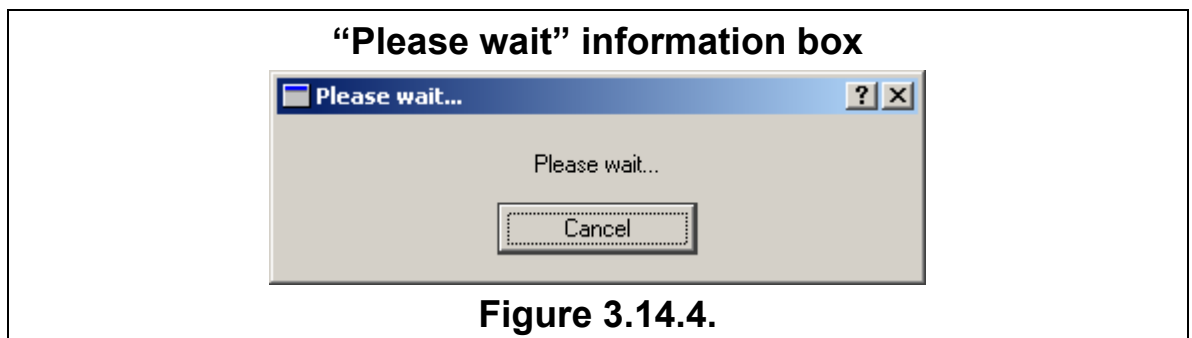 “Please wait” information box
Please wait...
Please wait...
Cancel
Figure 3.14.4.